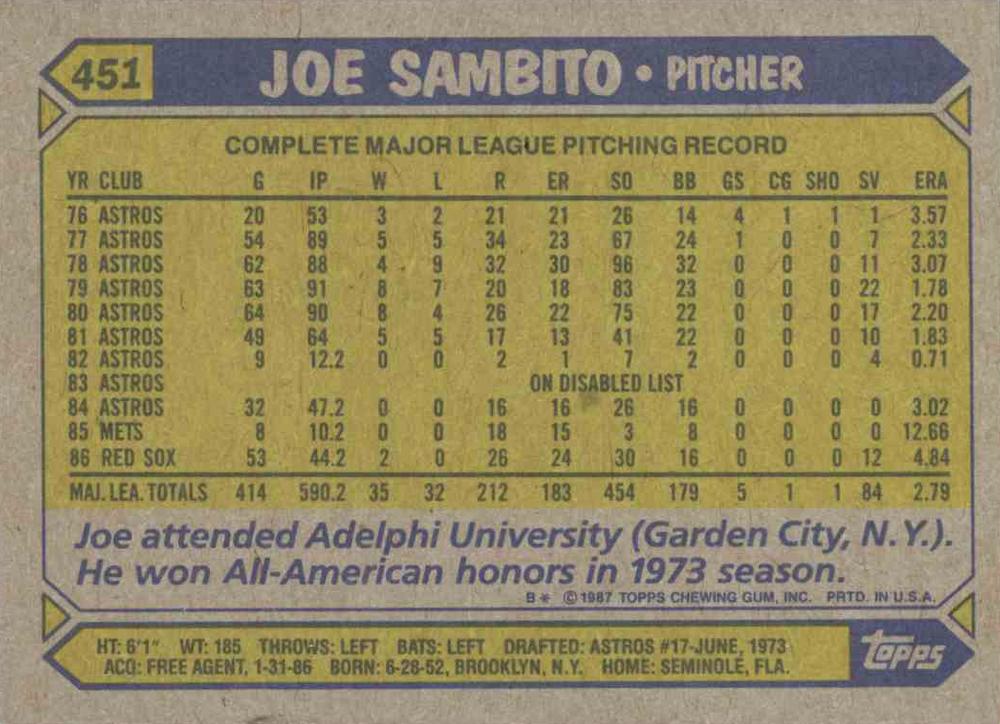 451 JOE SAMBITO • PITCHER
COMPLETE MAJOR LEAGUE PITCHING RECORD
YR CLUB G IP W L R ER SO BB GS CG SHO SV ERA
76 ASTROS 20 53 3 2 21 21 26 14 4 1 1 1 3.57
77 ASTROS 54 89 5 5 34 23 67 24 1 0 0 7 2.33
78 ASTROS 62 88 4 9 32 30 96 32 0 0 0 11 3.07
79 ASTROS 63 91 8 7 20 18 83 23 0 0 0 22 1.78
80 ASTROS 64 90 8 4 26 22 75 22 0 0 0 17 2.20
81 ASTROS 49 64 5 5 17 13 41 22 0 0 0 10 1.83
82 ASTROS 9 12.2 0 0 2 1 7 2 0 0 0 4 0.71
83 ASTROS ON DISABLED LIST
84 ASTROS 32 47.2 0 0 16 16 26 16 0 0 0 0 3.02
85 METS 8 10.2 0 0 18 15 3 8 0 0 0 0 12.66
86 RED SOX 53 44.2 2 0 26 24 30 16 0 0 0 12 4.84
MAJ. LEA. TOTALS 414 590.2 35 32 212 183 454 179 5 1 1 84 2.79
Joe attended Adelphi University (Garden City, N.Y.).
He won All-American honors in 1973 season.
B* © 1987 TOPPS CHEWING GUM, INC. PRTD. IN U.S.A.
HT: 6'1" WT: 185 THROWS: LEFT BATS: LEFT DRAFTED: ASTROS #17-JUNE, 1973
ACQ: FREE AGENT, 1-31-86 BORN: 6-28-52, BROOKLYN, N.Y. HOME: SEMINOLE, FLA.
topps